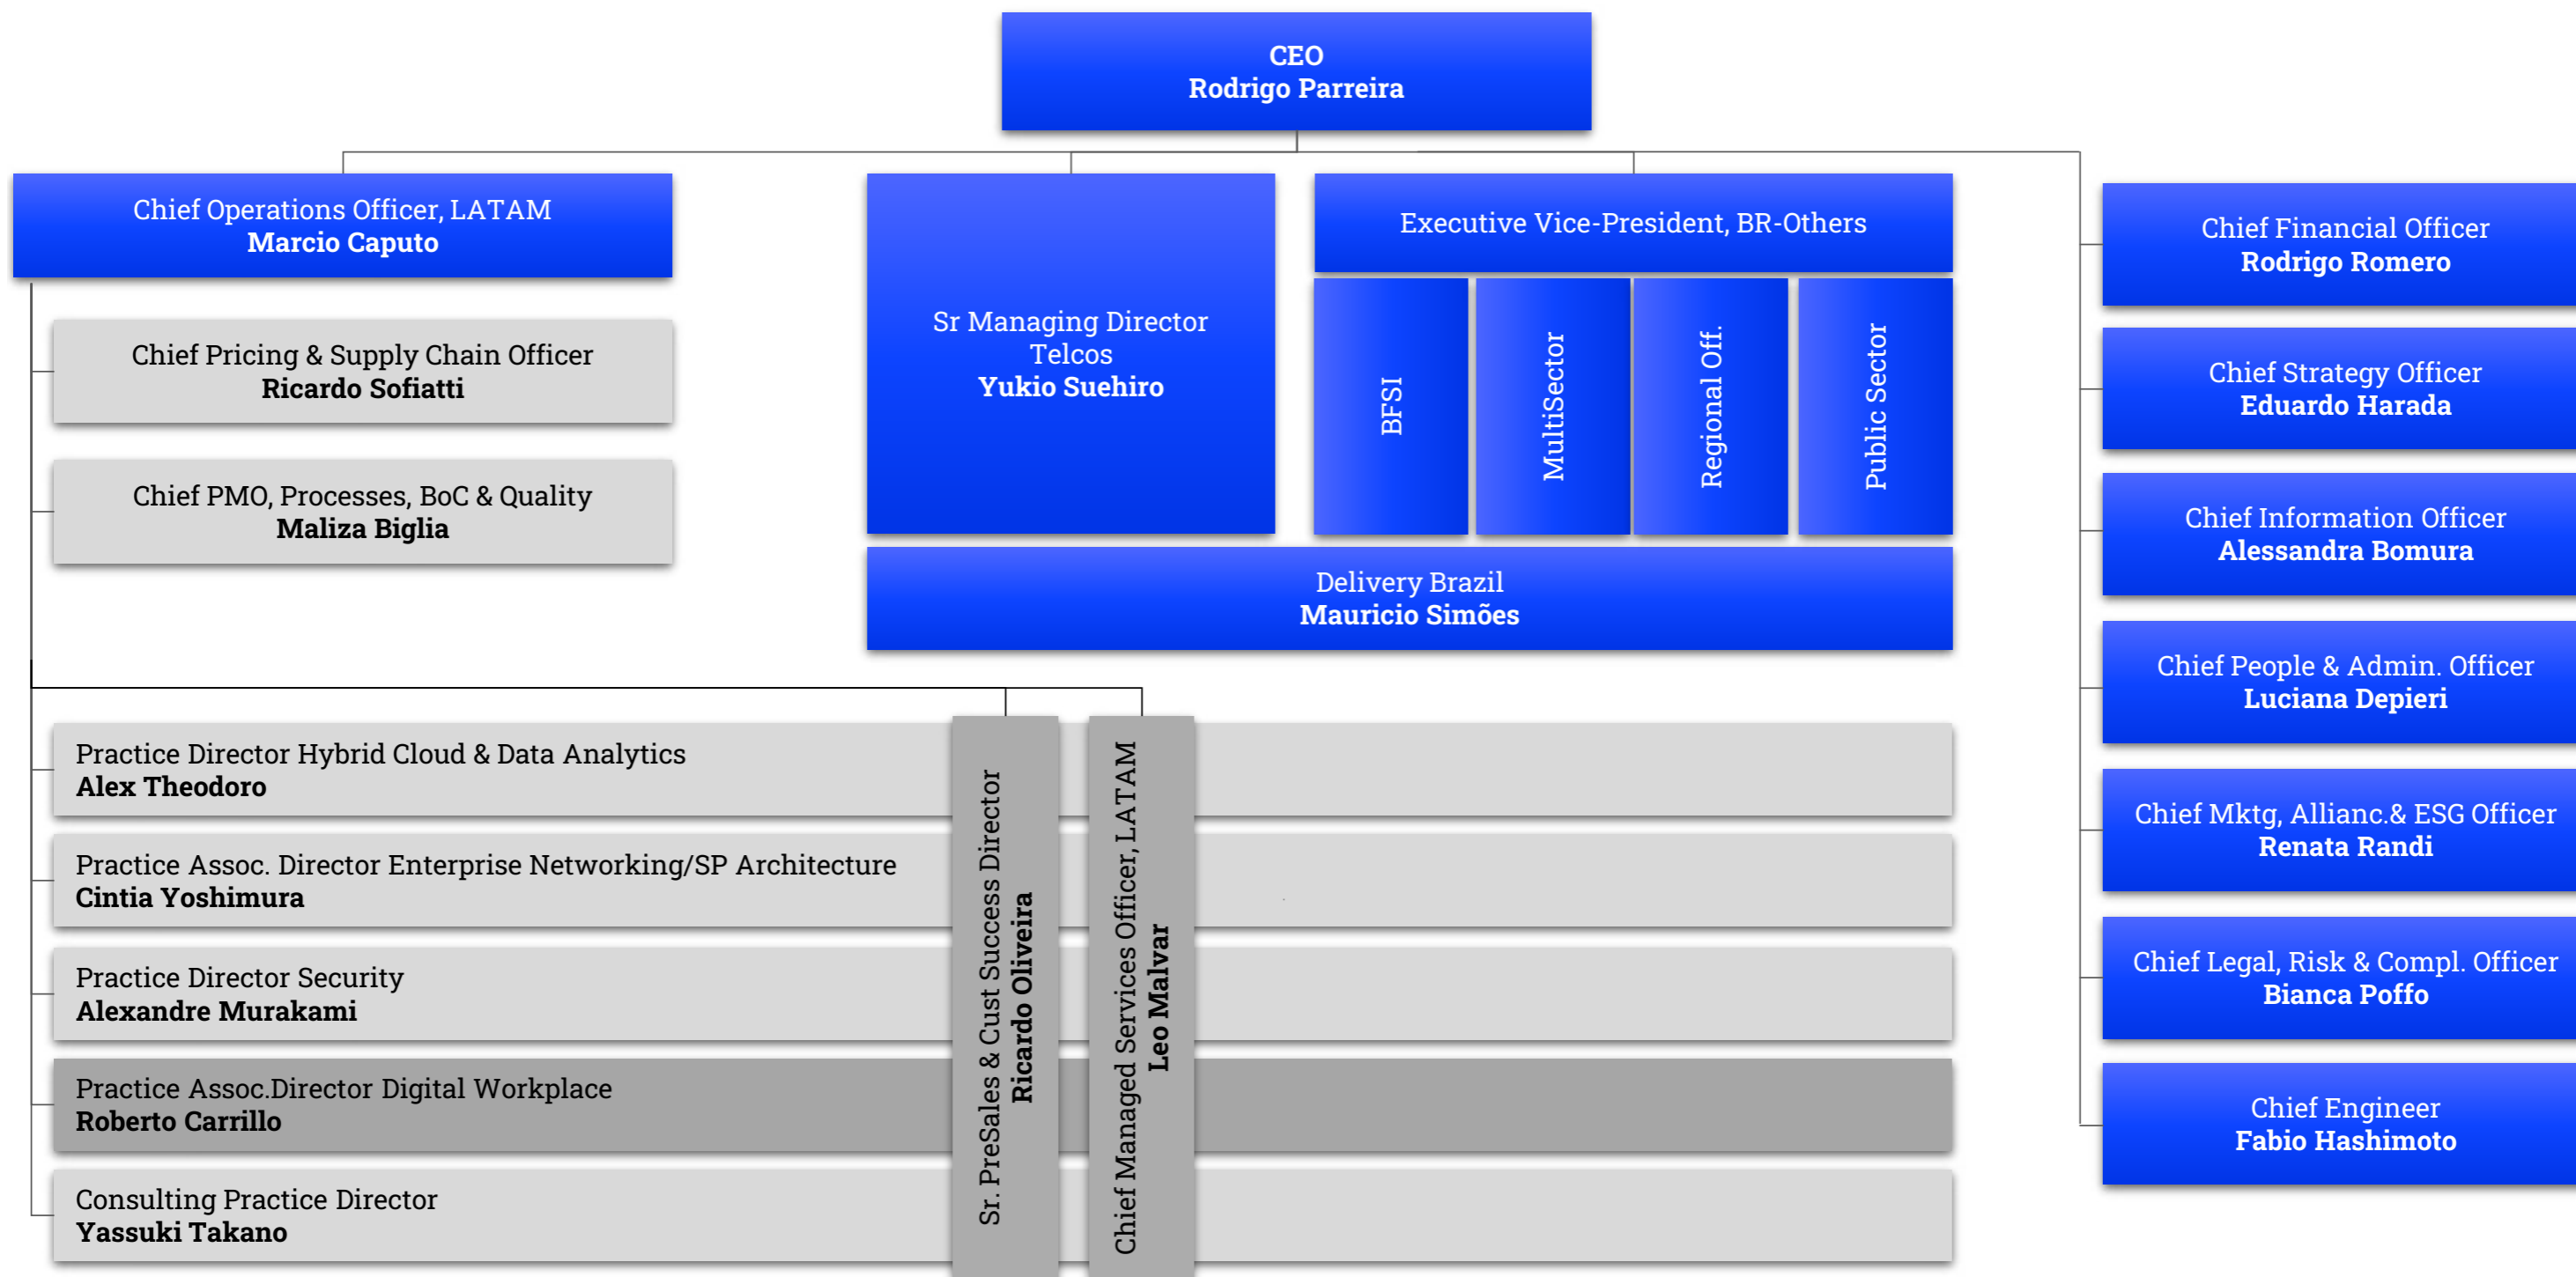 CEO
Rodrigo Parreira
Chief Operations Officer, LATAM
Marcio Caputo
Chief Pricing & Supply Chain Officer
Ricardo Sofiatti
Chief PMO, Processes, BoC & Quality
Maliza Biglia
Sr Managing Director
Telcos
Yukio Suehiro
Executive Vice-President, BR-Others
BFSI
MultiSector
Regional Off.
Public Sector
Delivery Brazil
Mauricio Simões
Chief Financial Officer
Rodrigo Romero
Chief Strategy Officer
Eduardo Harada
Chief Information Officer
Alessandra Bomura
Chief People & Admin. Officer
Luciana Depieri
Chief Mktg, Allianc.& ESG Officer
Renata Randi
Chief Legal, Risk & Compl. Officer
Bianca Poffo
Chief Engineer
Fabio Hashimoto
Practice Director Hybrid Cloud & Data Analytics
Alex Theodoro
Practice Assoc. Director Enterprise Networking/SP Architecture
Cintia Yoshimura
Practice Director Security
Alexandre Murakami
Practice Assoc.Director Digital Workplace
Roberto Carrillo
Consulting Practice Director
Yassuki Takano
Sr. PreSales & Cust Success Director
Ricardo Oliveira
Chief Managed Services Officer, LATAM
Leo Malvar